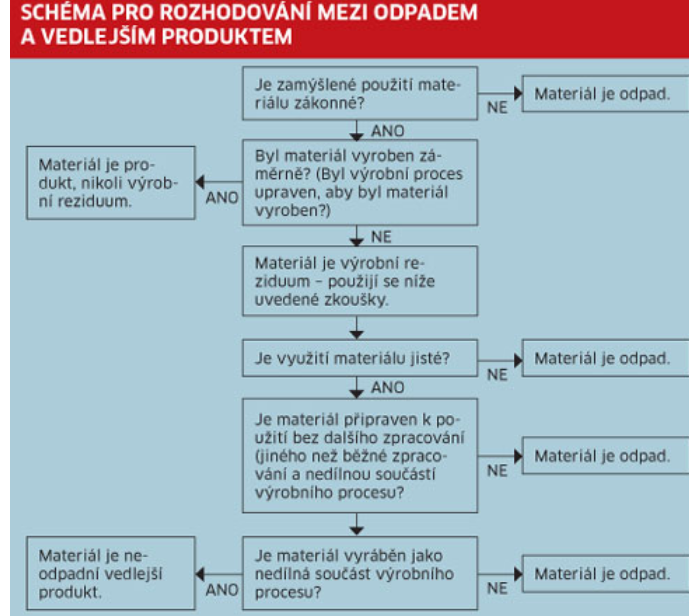 SCHÉMA PRO ROZHODOVÁNÍ MEZI ODPADEM
A VEDLEJŠÍM PRODUKTEM
Je zamýšlené použití mate-
riálu zákonné?
NE
Materiál je odpad.
ANO
Byl materiál vyroben zá-
měrně? (Byl výrobní proces
upraven, aby byl materiál
vyroben?)
ANO
Materiál je pro-
dukt, nikoli výrob-
ní reziduum.
NE
Materiál je výrobní re-
ziduum – použijí se níže
uvedené zkoušky.
Je využití materiálu jisté?
NE
Materiál je odpad.
ANO
Je materiál připraven k po-
užití bez dalšího zpracování
(jiného než běžné zpraco-
vání a nedílnou součástí
výrobního procesu?
NE
Materiál je odpad.
Je materiál vyráběn jako
nedílná součást výrobního
procesu?
NE
Materiál je odpad.
ANO
Materiál je ne-
odpadní vedlejší
produkt.